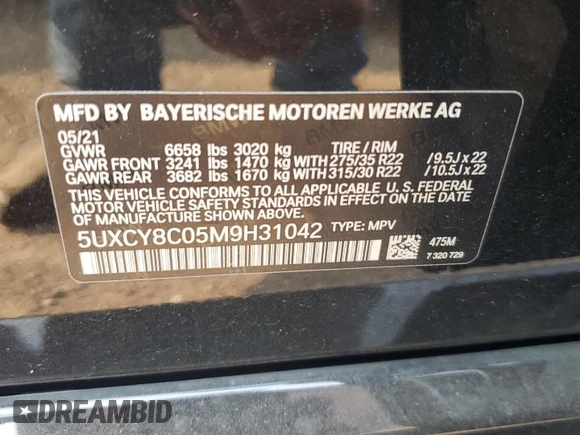 MFD BY BAYERISCHE MOTOREN WERKE AG
05/21
GVWR 6658 lbs 3020 kg TIRE / RIM
GAWR FRONT 3241 lbs 1470 kg WITH 275/35 R22 /9.5J x 22
GAWR REAR 3682 lbs 1670 kg WITH 315/30 R22 /10.5J x 22
THIS VEHICLE CONFORMS TO ALL APPLICABLE U. S. FEDERAL
MOTOR VEHICLE SAFETY STANDARDS IN EFFECT ON THE
DATE OF MANUFACTURE SHOWN ABOVE.
5UXCY8C05M9H31042 TYPE: MPV
475M
7 320 729
DREAMBID